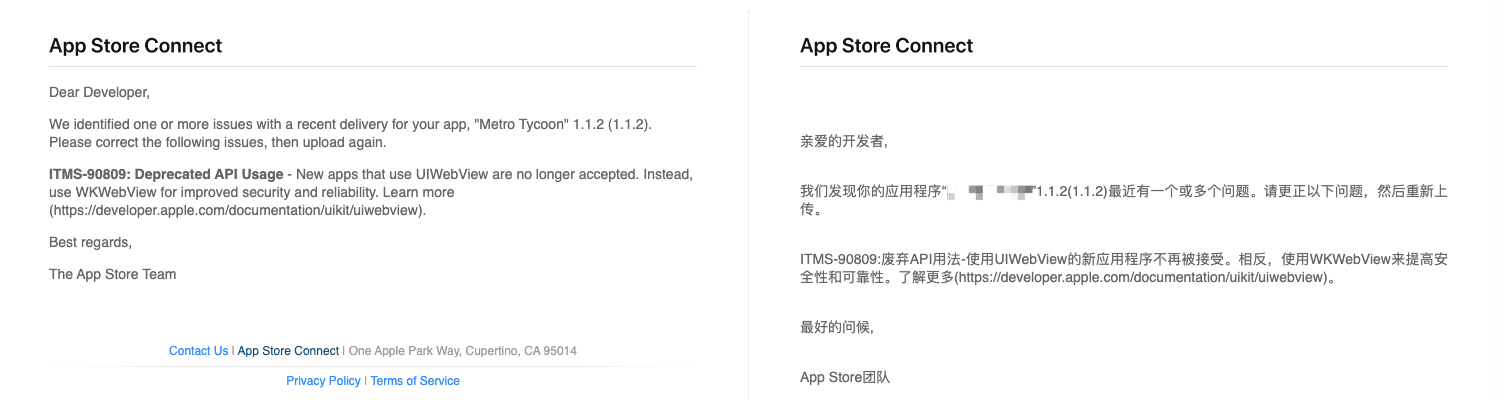 App Store Connect
Dear Developer,
We identified one or more issues with a recent delivery for your app, "Metro Tycoon" 1.1.2 (1.1.2).
Please correct the following issues, then upload again.
ITMS-90809: Deprecated API Usage - New apps that use UIWebView are no longer accepted. Instead,
use WKWebView for improved security and reliability. Learn more
(https://developer.apple.com/documentation/uikit/uiwebview).
Best regards,
The App Store Team
Contact Us | App Store Connect | One Apple Park Way, Cupertino, CA 95014
Privacy Policy | Terms of Service
App Store Connect
亲爱的开发者,
我们发现你的应用程序“ ”1.1.2(1.1.2)最近有一个或多个问题。请更正以下问题，然后重新上
传。
ITMS-90809:废弃API用法-使用UIWebView的新应用程序不再被接受。相反，使用WKWebView来提高安
全性和可靠性。了解更多(https://developer.apple.com/documentation/uikit/uiwebview)。
最好的问候,
App Store团队